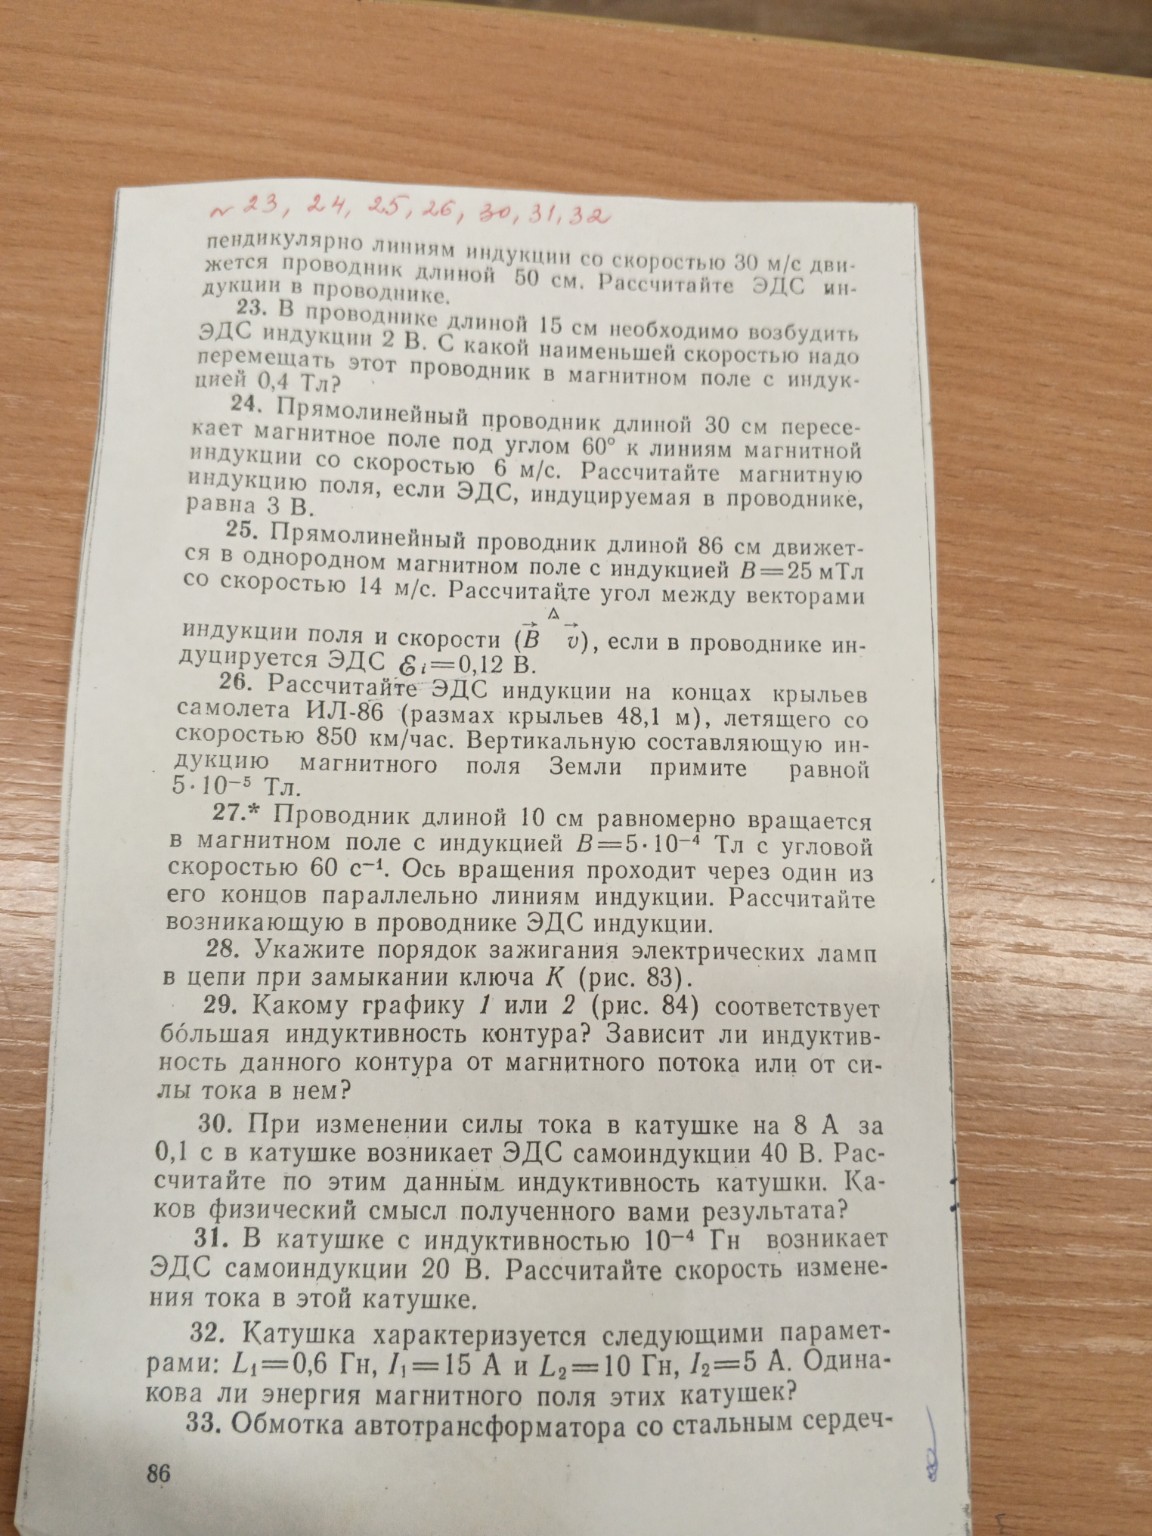 ~ 23, 24, 25, 26, 30, 31, 32
пендикулярно линиям индукции со скоростью 30 м/с дви-
жется проводник длиной 50 см. Рассчитайте ЭДС ин-
дукции в проводнике.
23. В проводнике длиной 15 см необходимо возбудить
ЭДС индукции 2 В. С какой наименьшей скоростью надо
перемещать этот проводник в магнитном поле с индук-
цией 0,4 Тл?
24. Прямолинейный проводник длиной 30 см пересе-
кает магнитное поле под углом 60° к линиям магнитной
индукции со скоростью 6 м/с. Рассчитайте магнитную
индукцию поля, если ЭДС, индуцируемая в проводнике,
равна 3 В.
25. Прямолинейный проводник длиной 86 см движет-
ся в однородном магнитном поле с индукцией B=25 мТл
со скоростью 14 м/с. Рассчитайте угол между векторами
индукции поля и скорости (B⃗ ^ v⃗), если в проводнике ин-
дуцируется ЭДС ℰi=0,12 В.
26. Рассчитайте ЭДС индукции на концах крыльев
самолета ИЛ-86 (размах крыльев 48,1 м), летящего со
скоростью 850 км/час. Вертикальную составляющую ин-
дукцию магнитного поля Земли примите равной
5·10⁻⁵ Тл.
27.* Проводник длиной 10 см равномерно вращается
в магнитном поле с индукцией B=5·10⁻⁴ Тл с угловой
скоростью 60 с⁻¹. Ось вращения проходит через один из
его концов параллельно линиям индукции. Рассчитайте
возникающую в проводнике ЭДС индукции.
28. Укажите порядок зажигания электрических ламп
в цепи при замыкании ключа K (рис. 83).
29. Какому графику 1 или 2 (рис. 84) соответствует
бо́льшая индуктивность контура? Зависит ли индуктив-
ность данного контура от магнитного потока или от си-
лы тока в нем?
30. При изменении силы тока в катушке на 8 А за
0,1 с в катушке возникает ЭДС самоиндукции 40 В. Рас-
считайте по этим данным индуктивность катушки. Ка-
ков физический смысл полученного вами результата?
31. В катушке с индуктивностью 10⁻⁴ Гн возникает
ЭДС самоиндукции 20 В. Рассчитайте скорость измене-
ния тока в этой катушке.
32. Катушка характеризуется следующими парамет-
рами: L₁=0,6 Гн, I₁=15 А и L₂=10 Гн, I₂=5 А. Одина-
кова ли энергия магнитного поля этих катушек?
33. Обмотка автотрансформатора со стальным сердеч-
86